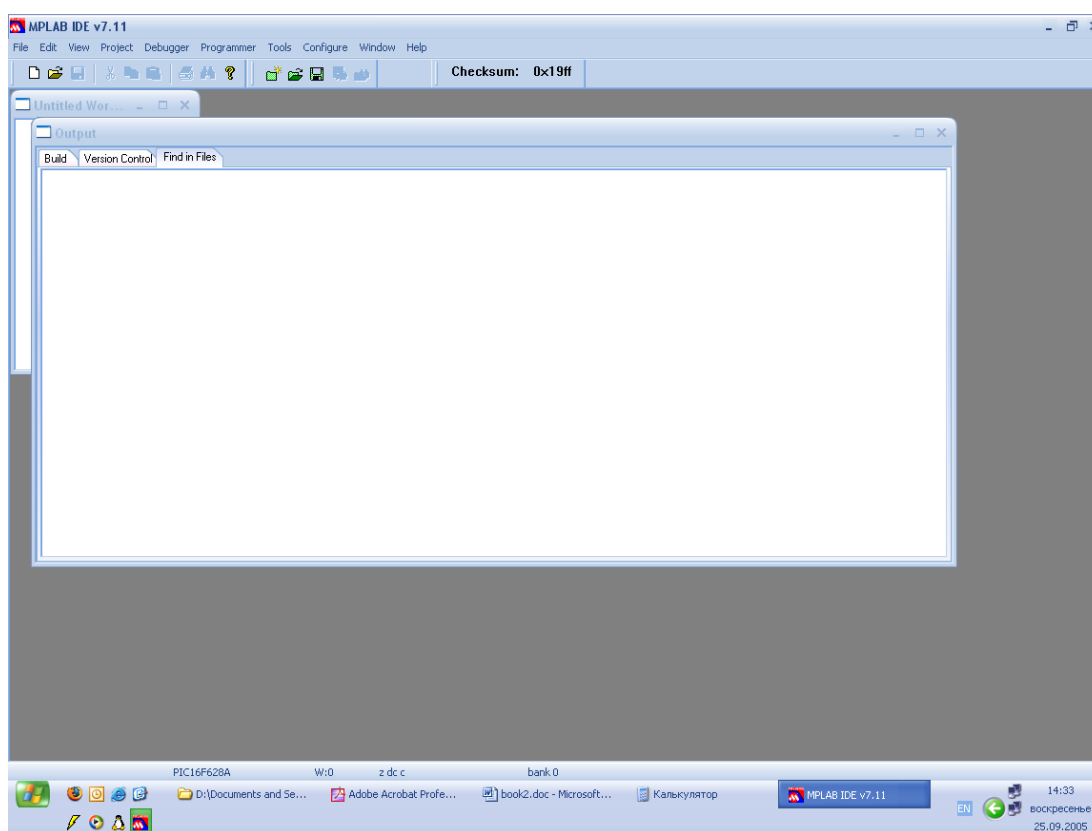 MPLAB IDE v7.11
File Edit View Project Debugger Programmer Tools Configure Window Help
Checksum: 0x19ff
Untitled Wor...
Output
Build Version Control Find in Files
PIC16F628A W:0 z dc c bank 0
D:\Documents and Se... Adobe Acrobat Profe... book2.doc - Microsoft... Калькулятор MPLAB IDE v7.11 EN 14:33
воскресенье
25.09.2005